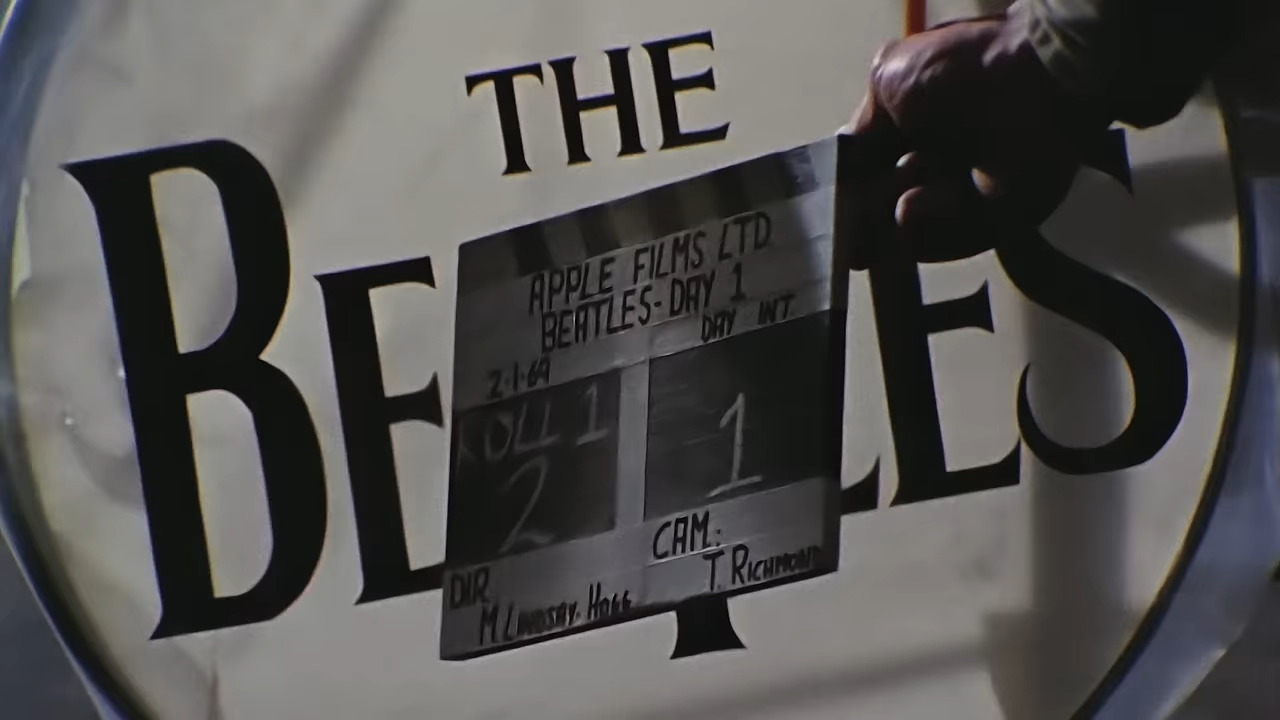 THE
BEATLES
APPLE FILMS LTD
BEATLES - DAY 1
DAY INT.
2.1.69
ROLL 1
2
1
CAM:
T. RICHMOND
DIR
M. LINDSAY-HOGG